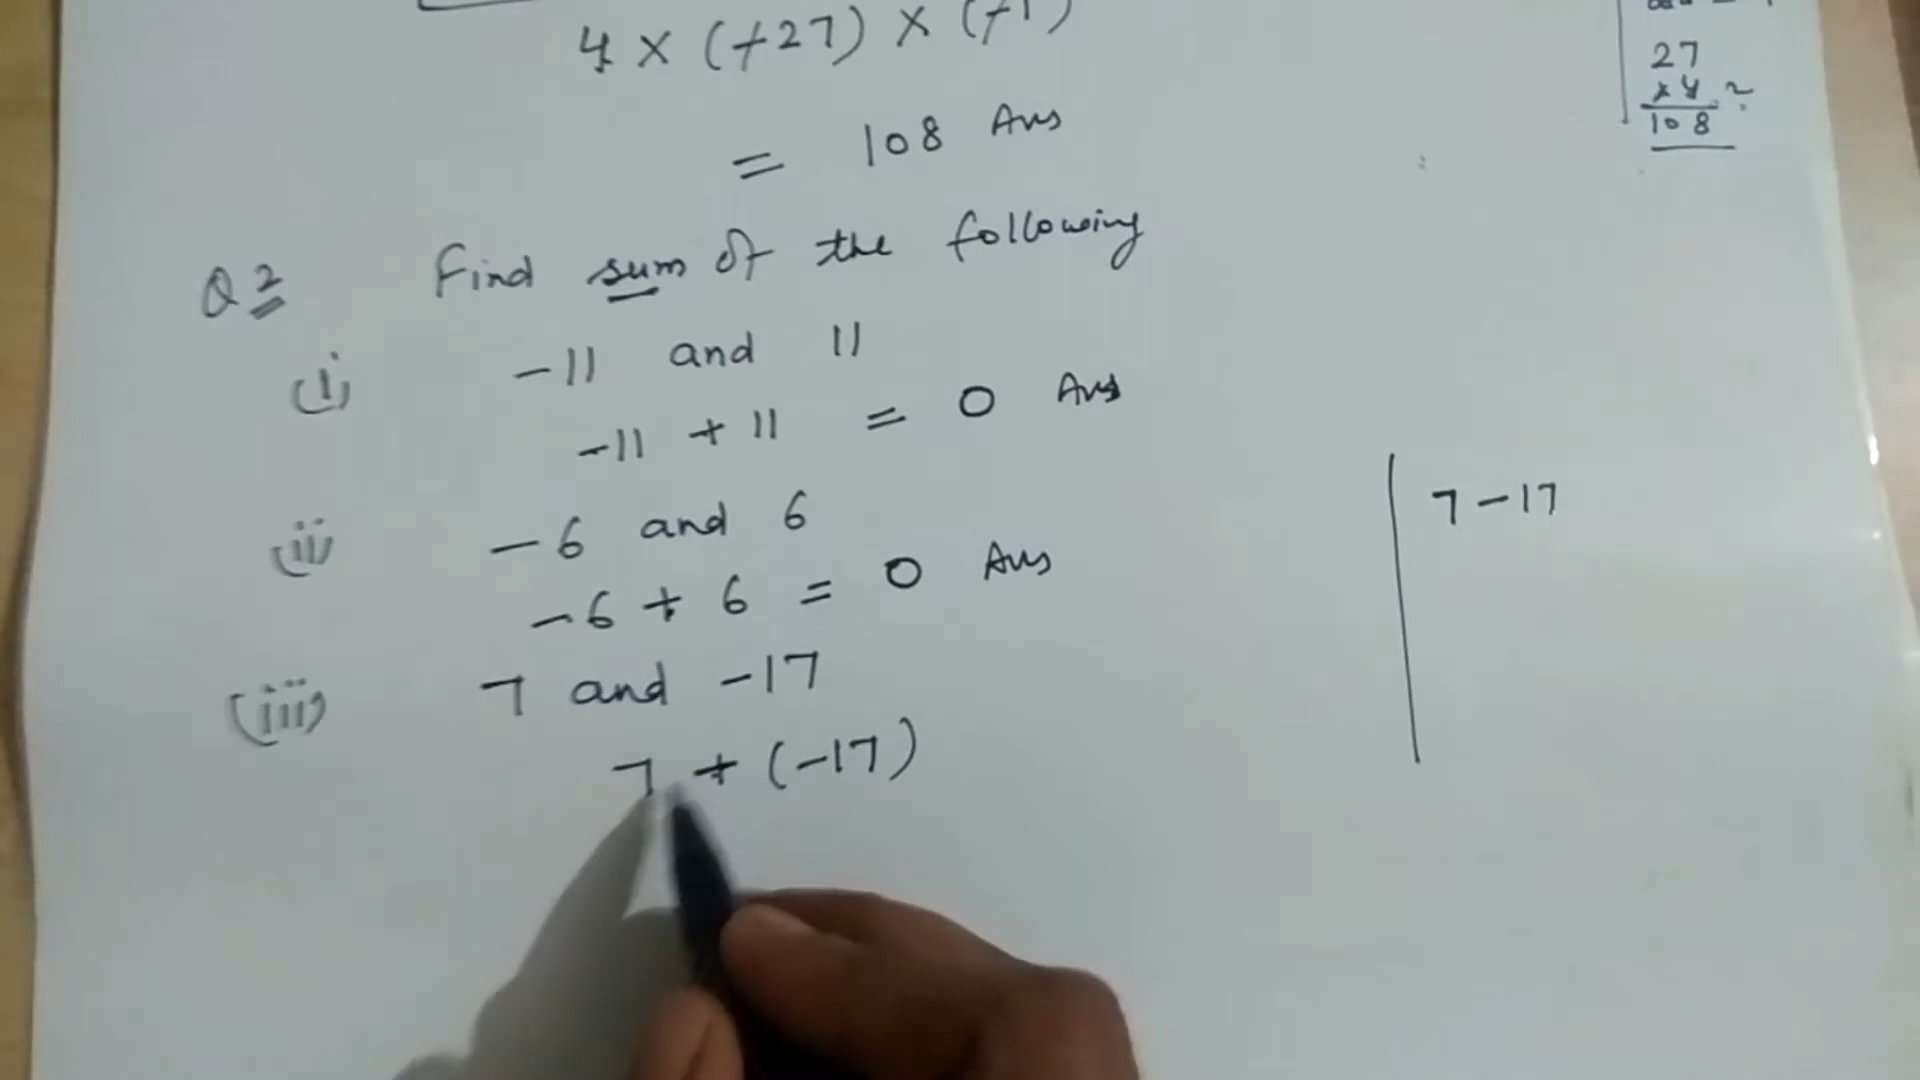 4 × (+27) × (+1)
= 108 Ans
27
×4
108
Q2 Find sum of the following
(i) -11 and 11
-11 + 11 = 0 Ans
(ii) -6 and 6
-6 + 6 = 0 Ans
(iii) 7 and -17
7 + (-17)
7-17